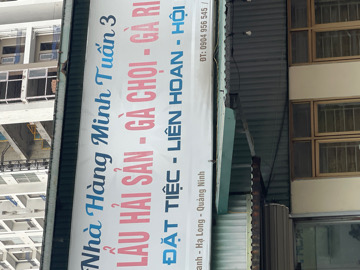 Nhà Hàng Minh Tuấn 3
LẨU HẢI SẢN - GÀ CHỌI - GÀ RI
ĐẶT TIỆC - LIÊN HOAN - HỘI
- Hạ Long - Quảng Ninh
ĐT: 0904 956 545 /